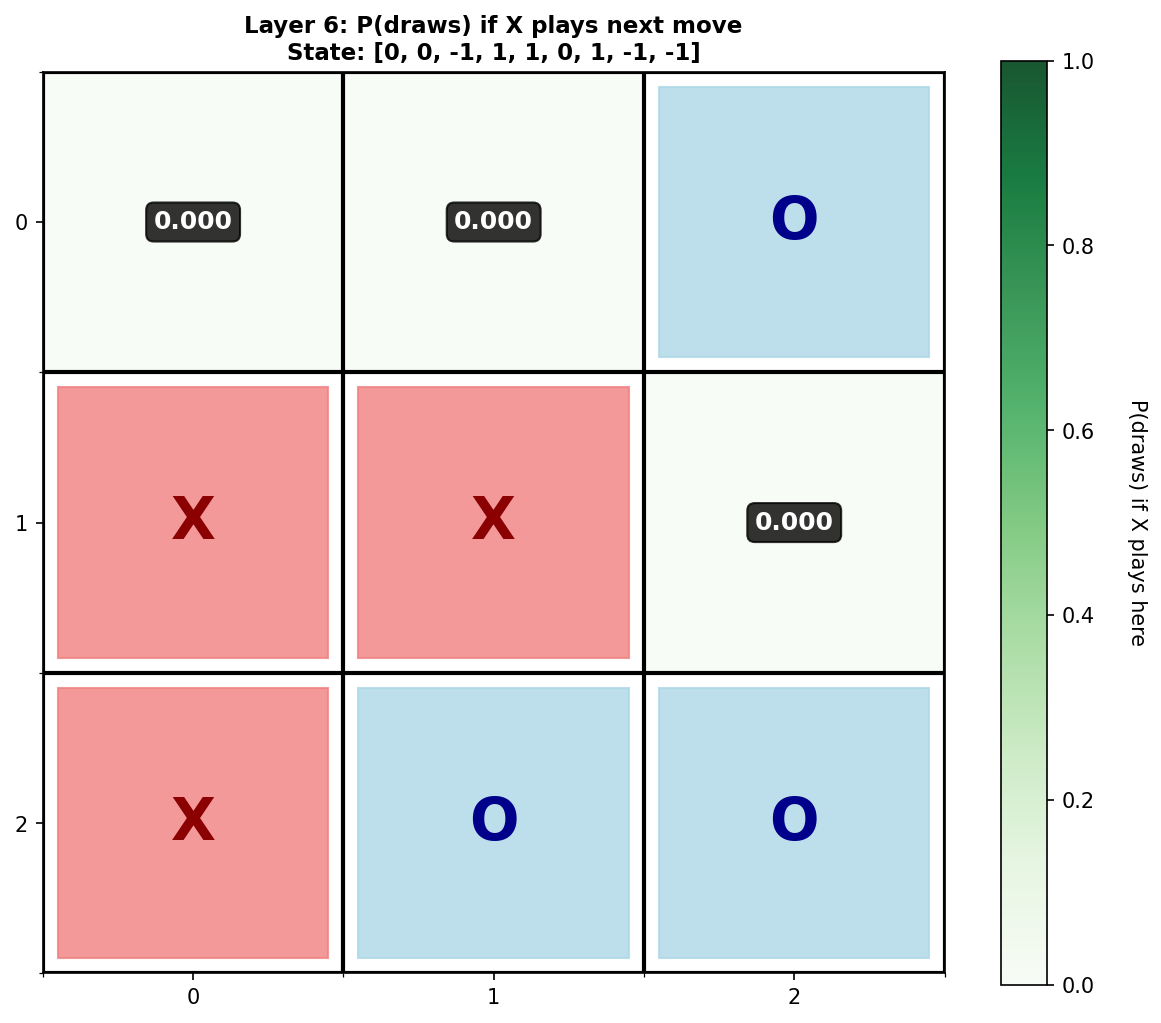 Layer 6: P(draws) if X plays next move
State: [0, 0, -1, 1, 1, 0, 1, -1, -1]
0
0.000
0.000
O
1
X
X
0.000
2
X
O
O
0
1
2
1.0
0.8
0.6
0.4
0.2
0.0
P(draws) if X plays here